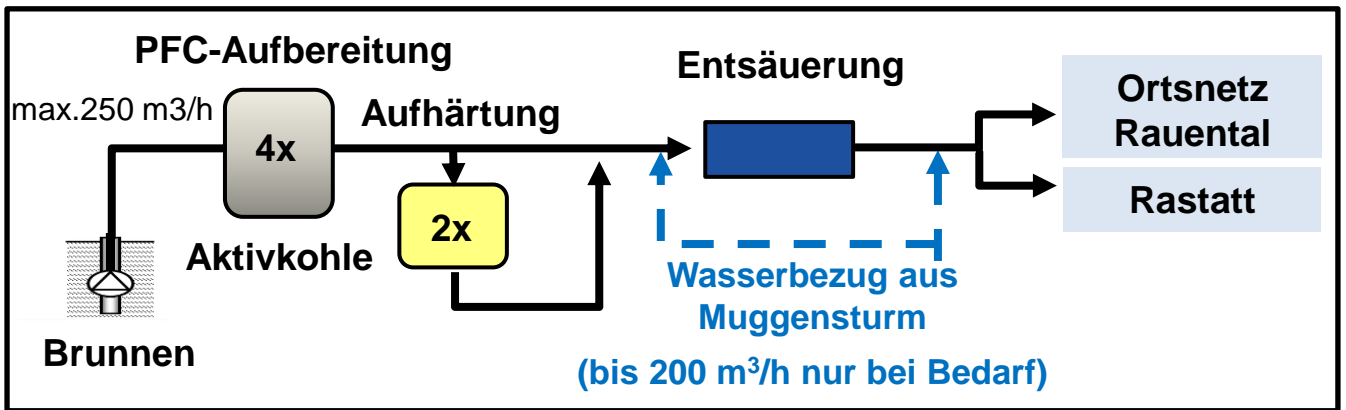 PFC-Aufbereitung
max.250 m3/h
4x
Aktivkohle
Brunnen
Aufhärtung
2x
Entsäuerung
Wasserbezug aus
Muggensturm
(bis 200 m³/h nur bei Bedarf)
Ortsnetz
Rauental
Rastatt